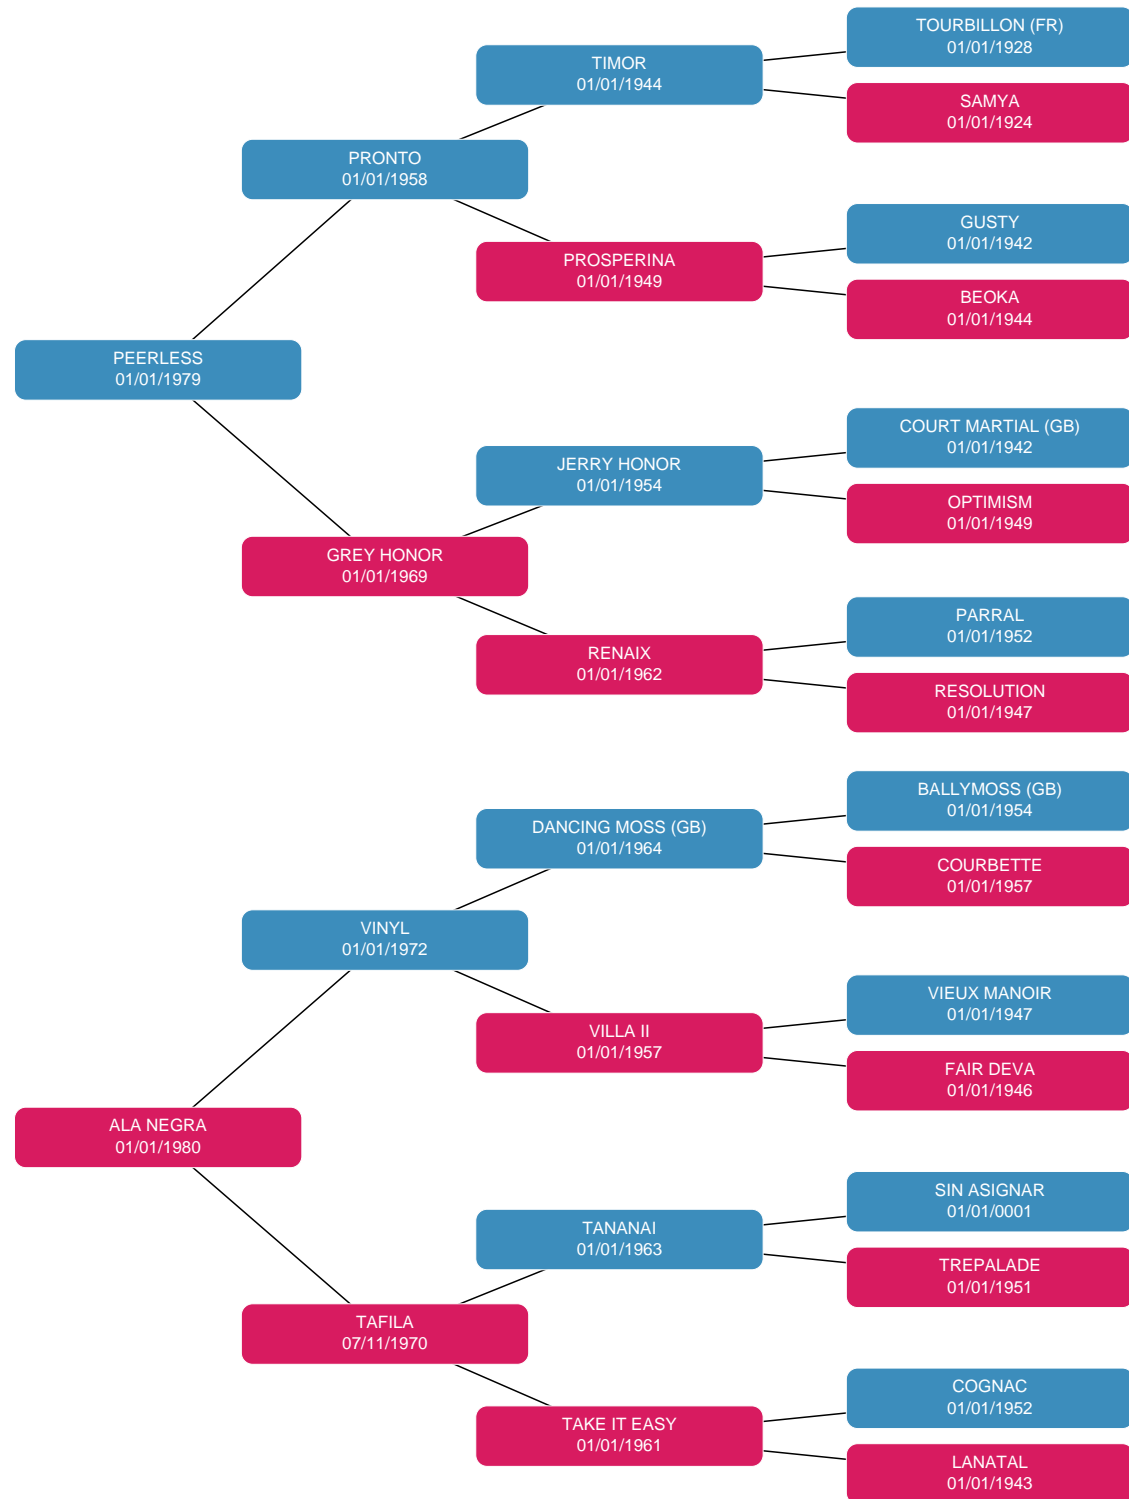 TOURBILLON (FR)
01/01/1928
TIMOR
01/01/1944
SAMYA
01/01/1924
PRONTO
01/01/1958
GUSTY
01/01/1942
PROSPERINA
01/01/1949
BEOKA
01/01/1944
PEERLESS
01/01/1979
COURT MARTIAL (GB)
01/01/1942
JERRY HONOR
01/01/1954
OPTIMISM
01/01/1949
GREY HONOR
01/01/1969
PARRAL
01/01/1952
RENAIX
01/01/1962
RESOLUTION
01/01/1947
BALLYMOSS (GB)
01/01/1954
DANCING MOSS (GB)
01/01/1964
COURBETTE
01/01/1957
VINYL
01/01/1972
VIEUX MANOIR
01/01/1947
VILLA II
01/01/1957
FAIR DEVA
01/01/1946
ALA NEGRA
01/01/1980
SIN ASIGNAR
01/01/0001
TANANAI
01/01/1963
TREPALADE
01/01/1951
TAFILA
07/11/1970
COGNAC
01/01/1952
TAKE IT EASY
01/01/1961
LANATAL
01/01/1943